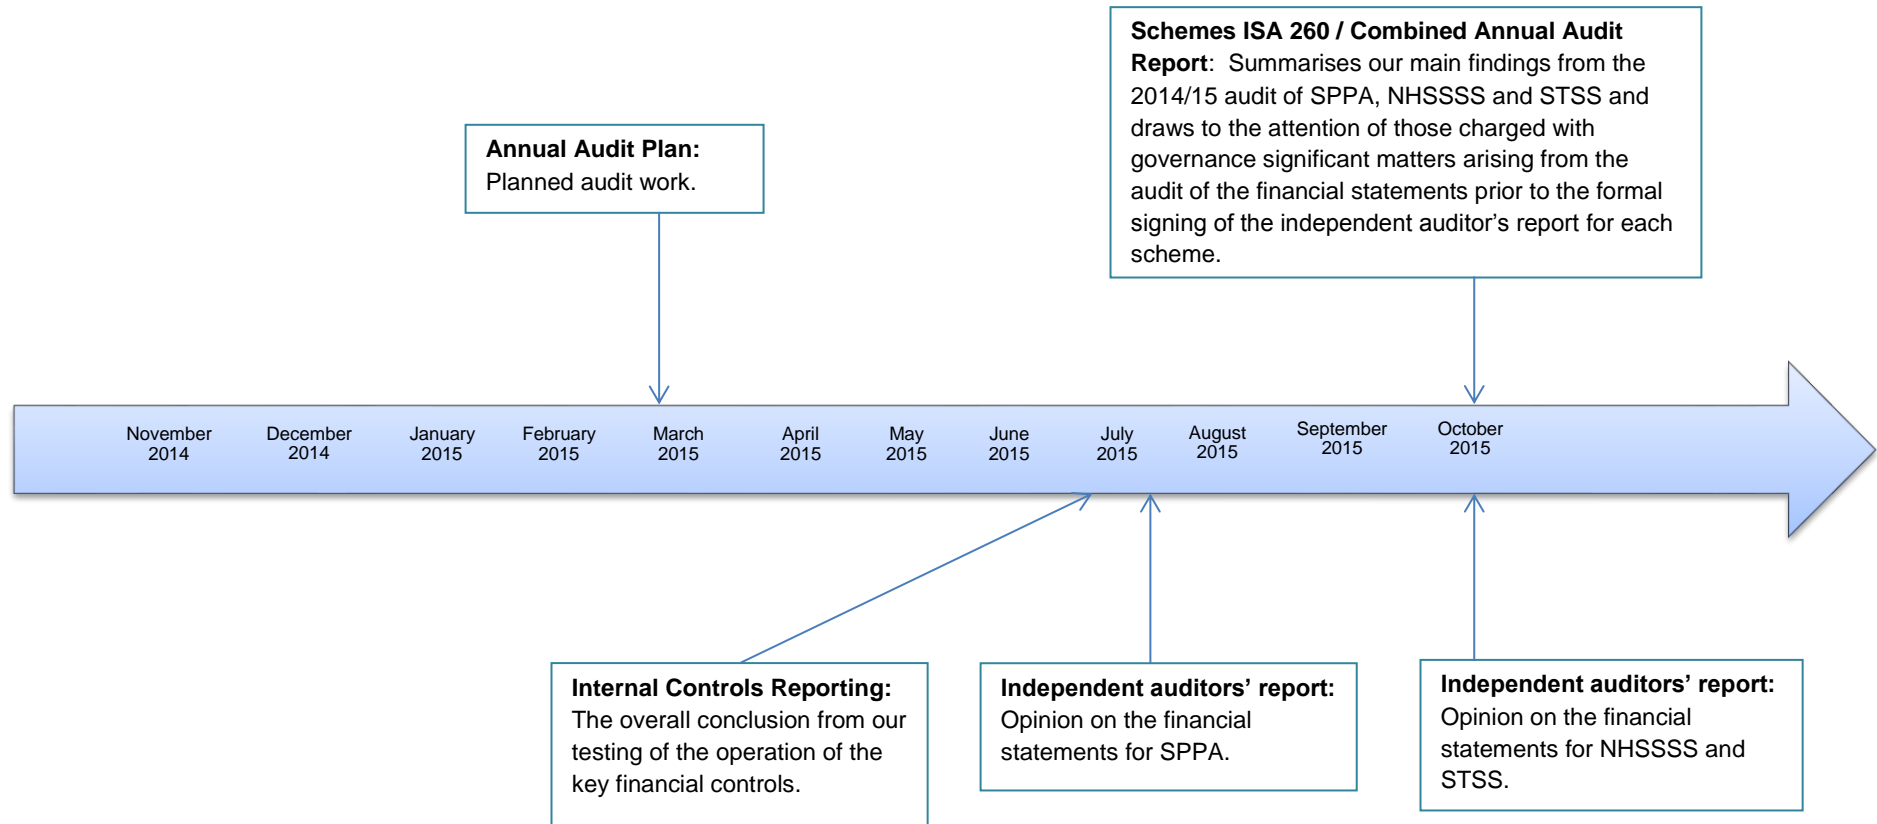 Schemes ISA 260 / Combined Annual Audit
Report:  Summarises our main findings from the
2014/15 audit of SPPA, NHSSSS and STSS and
draws to the attention of those charged with
governance significant matters arising from the
audit of the financial statements prior to the formal
signing of the independent auditor’s report for each
scheme.
Annual Audit Plan:
Planned audit work.
November
2014
December
2014
January
2015
February
2015
March
2015
April
2015
May
2015
June
2015
July
2015
August
2015
September
2015
October
2015
Internal Controls Reporting:
The overall conclusion from our
testing of the operation of the
key financial controls.
Independent auditors’ report:
Opinion on the financial
statements for SPPA.
Independent auditors’ report:
Opinion on the financial
statements for NHSSSS and
STSS.